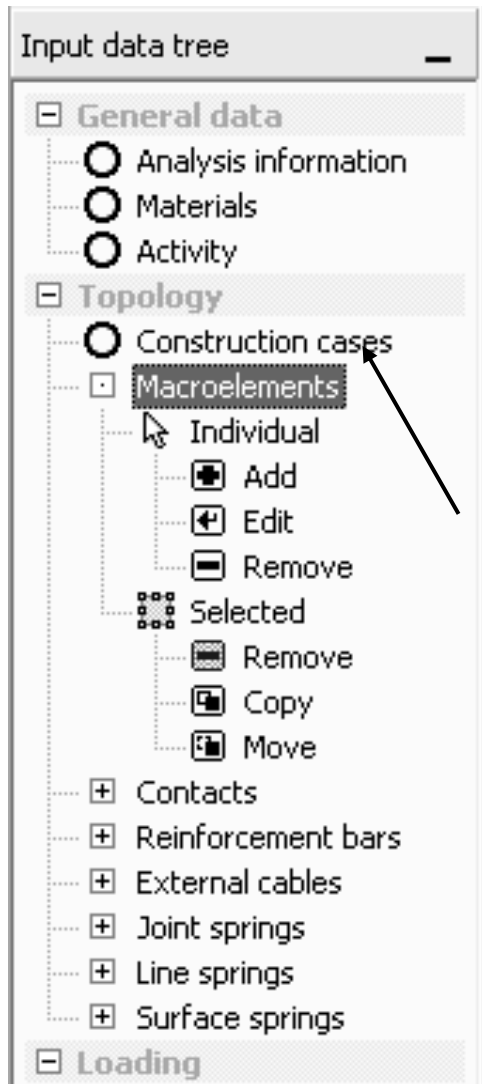 Input data tree
General data
Analysis information
Materials
Activity
Topology
Construction cases
Macroelements
Individual
Add
Edit
Remove
Selected
Remove
Copy
Move
Contacts
Reinforcement bars
External cables
Joint springs
Line springs
Surface springs
Loading